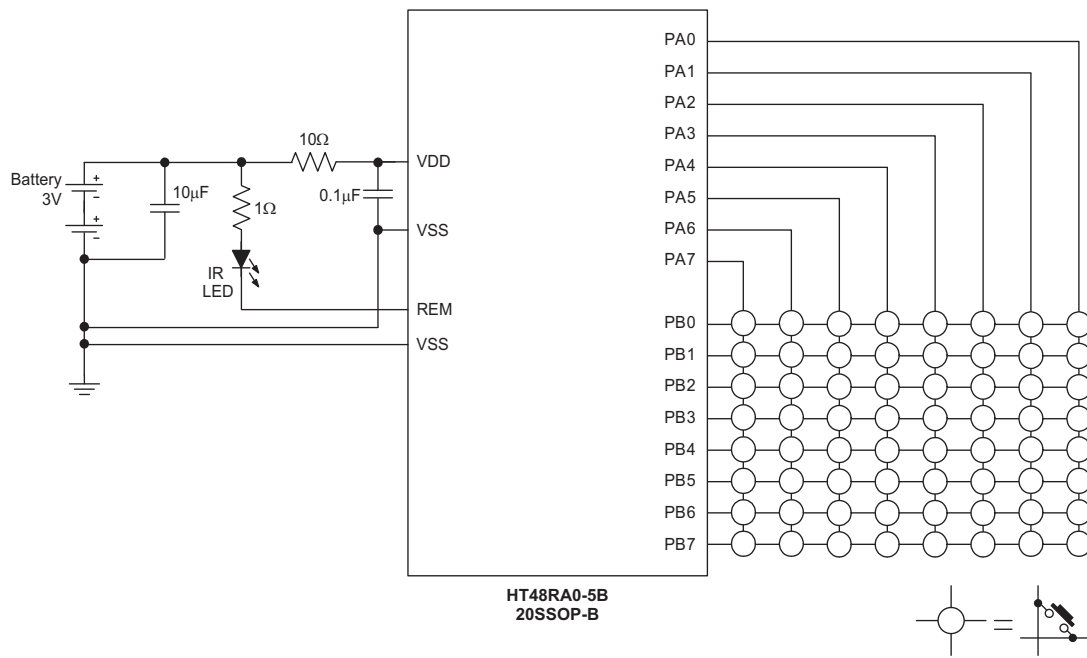 PA0
PA1
PA2
PA3
PA4
PA5
PA6
PA7
10Ω
VDD
Battery
3V
+
−
+
−
10μF
1Ω
0.1μF
VSS
IR
LED
REM
VSS
PB0
PB1
PB2
PB3
PB4
PB5
PB6
PB7
HT48RA0-5B
20SSOP-B
=